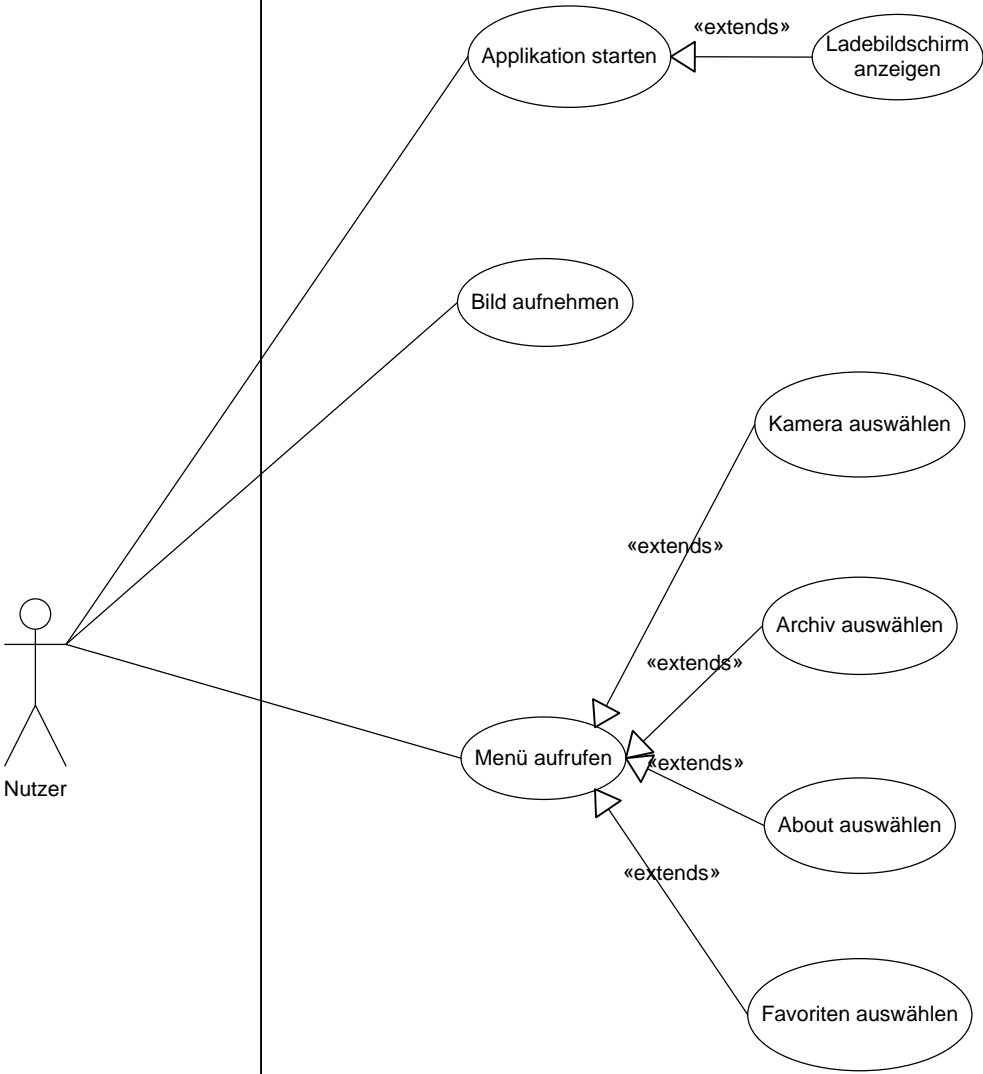 «extends»
Applikation starten
Ladebildschirm
anzeigen
Bild aufnehmen
Kamera auswählen
«extends»
Archiv auswählen
«extends»
Menü aufrufen
«extends»
Nutzer
About auswählen
«extends»
Favoriten auswählen